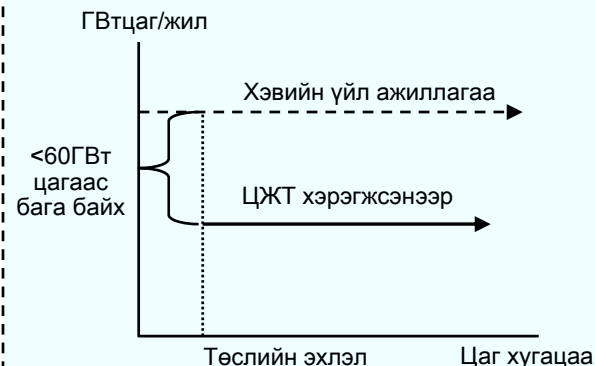 ГВтцаг/жил
Хэвийн үйл ажиллагаа
<60ГВт
цагаас
бага байх
ЦЖТ хэрэгжсэнээр
Төслийн эхлэл
Цаг хугацаа